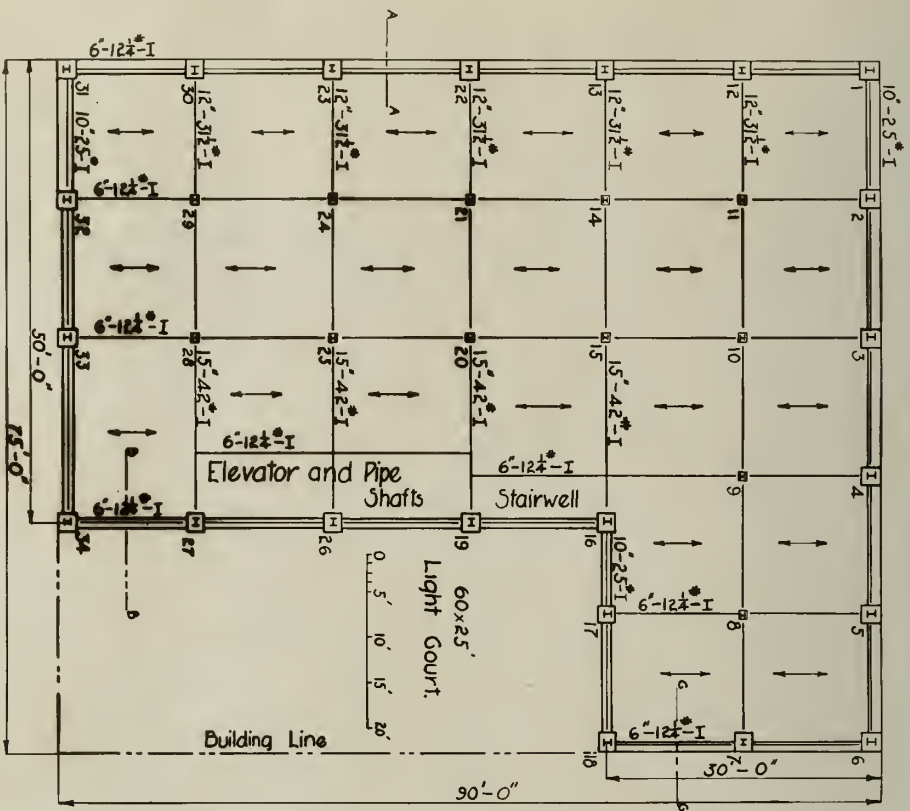 A
6"-12¼#-I
31
30
23
22
13
12
1
10"-25#-I
12"-31½#-I
12"-31½#-I
12"-31½#-I
12"-31½#-I
12"-31½#-I
10"-25#-I
A
6"-12¼#-I
32
29
24
21
14
11
2
6"-12¼#-I
33
28
25
20
15
10
3
50'-0"
75'-0"
15"-42#-I
15"-42#-I
15"-42#-I
15"-42#-I
6"-12¼#-I
6"-12¼#-I
Elevator and Pipe
Shafts
Stairwell
9
4
6"-12¼#-I
34
27
26
19
16
10"-25#-I
0
5'
10'
15'
20'
60x25'
Light Court.
6"-12¼#-I
17
8
5
G
6"-12¼#-I
18
7
6
Building Line
30'-0"
90'-0"
G